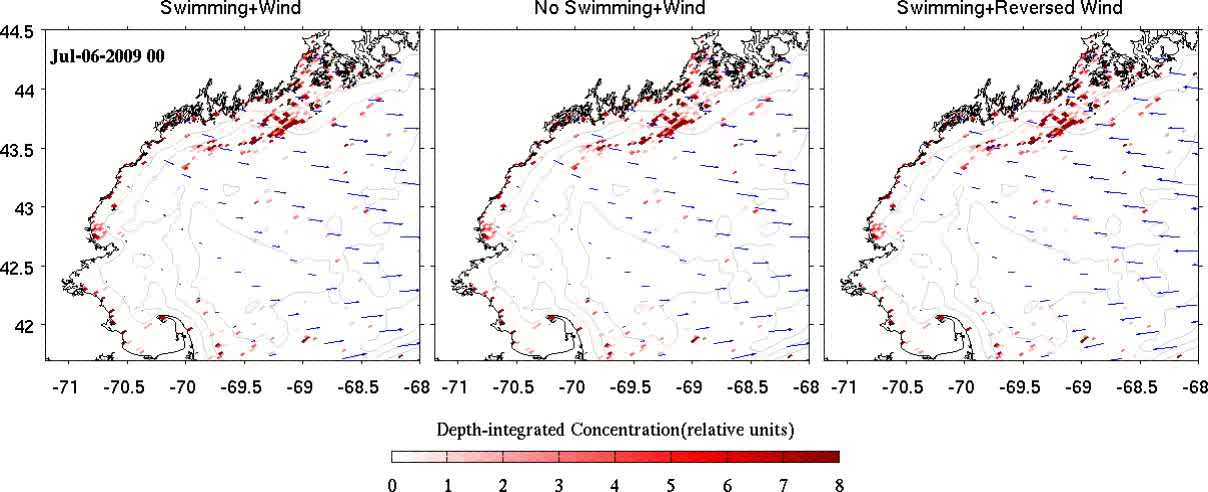 Swimming+Wind No Swimming+Wind Swimming+Reversed Wind
44.5
Jul-06-2009 00
44
43.5
43
42.5
42
-71 -70.5 -70 -69.5 -69 -68.5 -68 -71 -70.5 -70 -69.5 -69 -68.5 -68 -71 -70.5 -70 -69.5 -69 -68.5 -68
Depth-integrated Concentration(relative units)
0 1 2 3 4 5 6 7 8